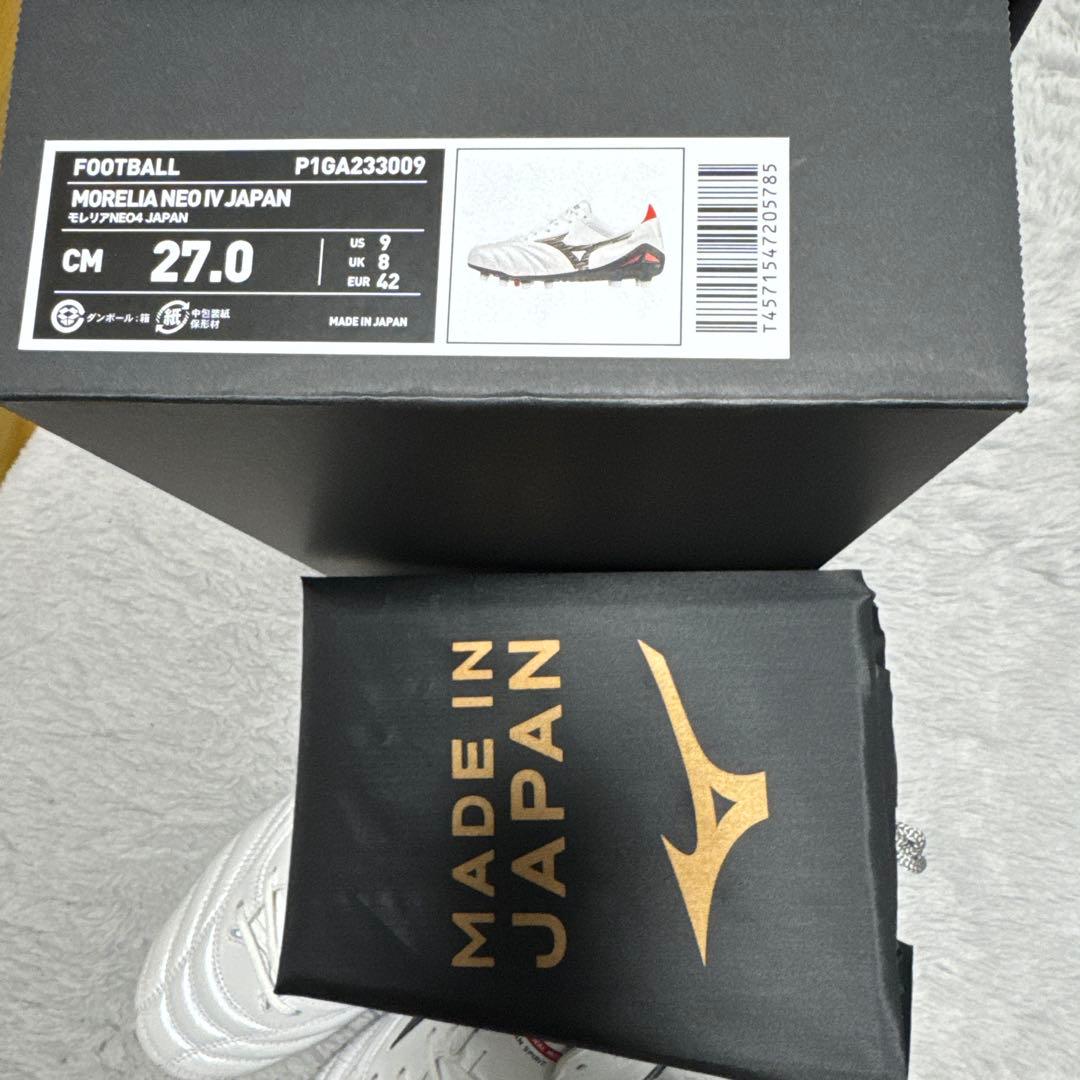 FOOTBALL P1GA233009
MORELIA NEO IV JAPAN
モレリアNEO4 JAPAN
CM 27.0
US 9
UK 8
EUR 42
ダンボール:箱
紙
中包装紙
保形材
MADE IN JAPAN
T4571547205785
MADE IN
JAPAN